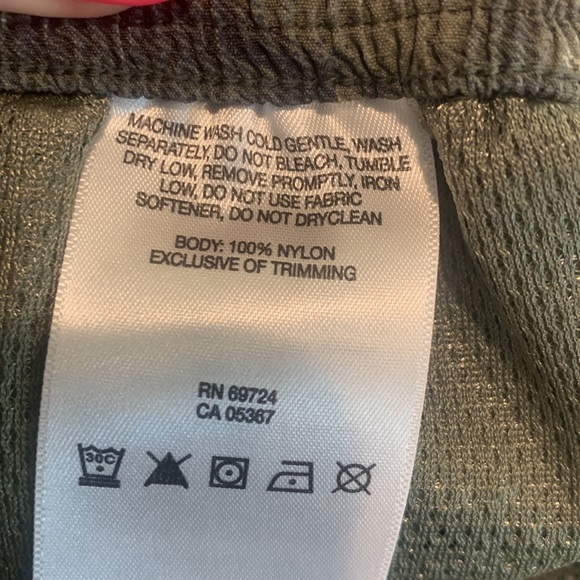 MACHINE WASH COLD GENTLE, WASH
SEPARATELY, DO NOT BLEACH, TUMBLE
DRY LOW, REMOVE PROMPTLY, IRON
LOW, DO NOT USE FABRIC
SOFTENER, DO NOT DRYCLEAN
BODY: 100% NYLON
EXCLUSIVE OF TRIMMING
RN 69724
CA 05367
30C